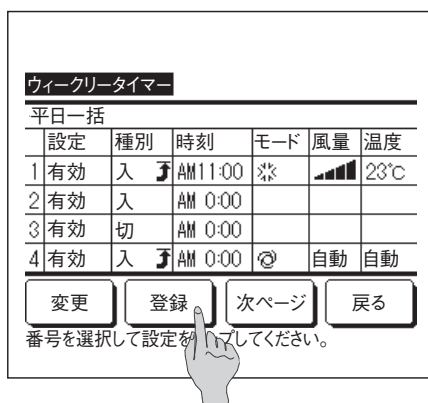 ウィークリータイマー
平日一括
設定 種別 時刻 モード 風量 温度
1 有効 入 AM11:00 23℃
2 有効 入 AM 0:00
3 有効 切 AM 0:00
4 有効 入 AM 0:00 自動 自動
変更 登録 次ページ 戻る
番号を選択して設定を プしてください。